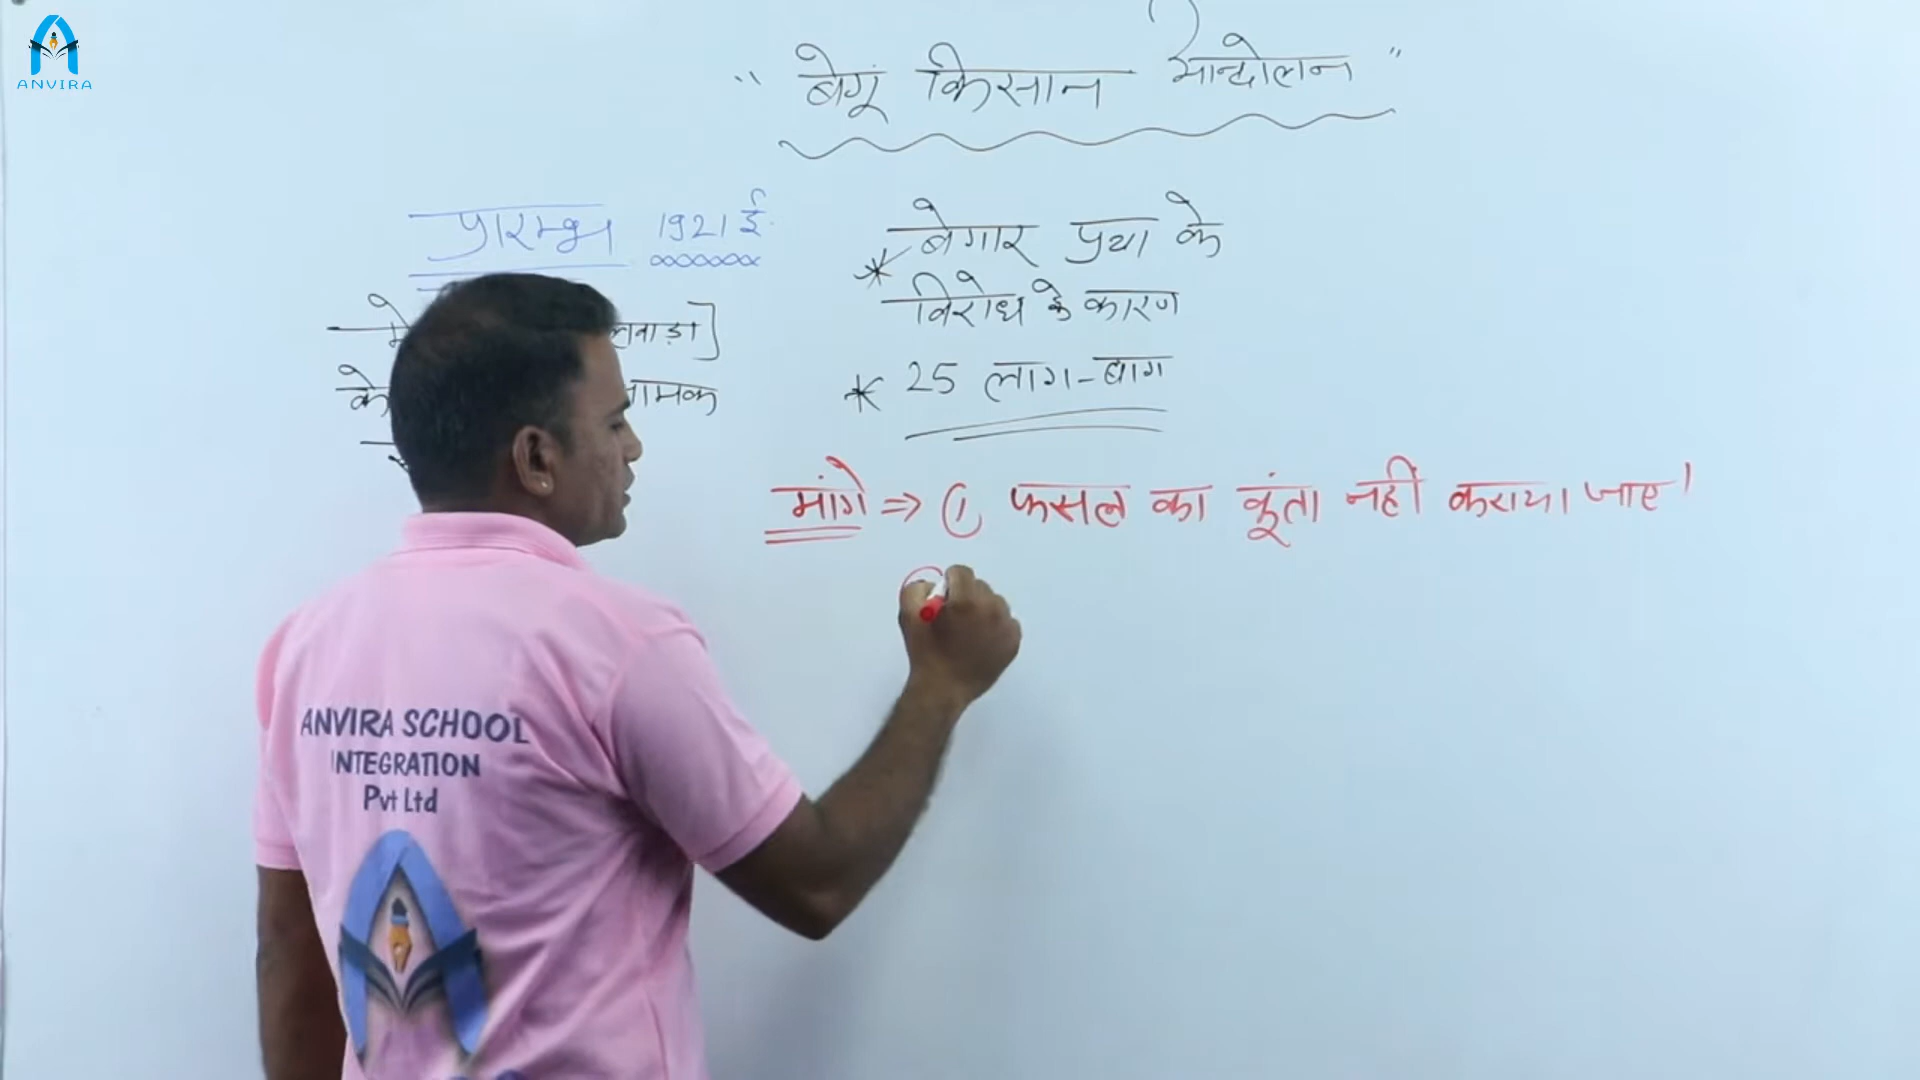 ANVIRA
" बेगूं किसान आन्दोलन "
प्रारम्भ 1921 ई.
बेगार प्रथा के
विरोध के कारण
* 25 लाग-बाग
मांगे ⇒ (1) फसल का कूंता नहीं कराया जाए।
ANVIRA SCHOOL
INTEGRATION
Pvt Ltd